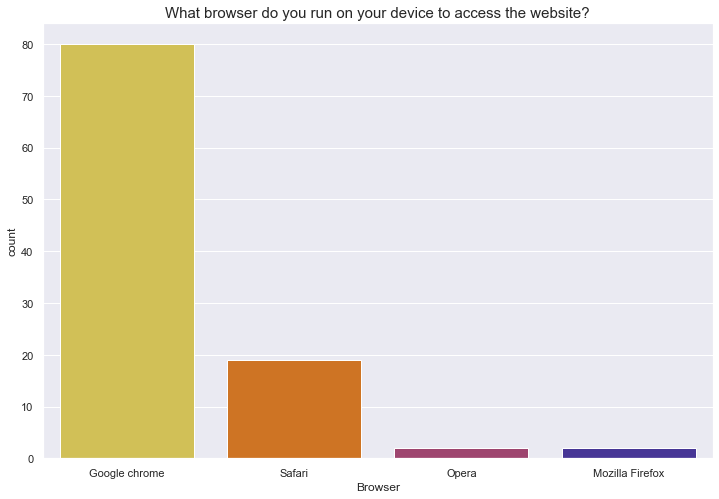 What browser do you run on your device to access the website?
80
70
60
50
40
30
20
10
0
count
Google chrome Safari Opera Mozilla Firefox
Browser